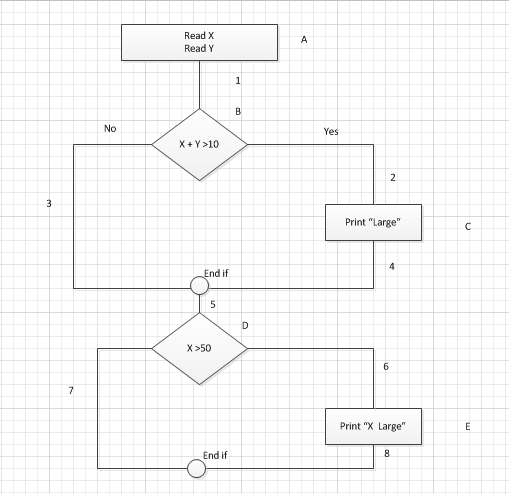 Read X
Read Y
A
1
B
No
Yes
X + Y >10
2
3
Print “Large”
C
4
End if
5
D
X >50
6
7
Print “X  Large”
E
End if
8